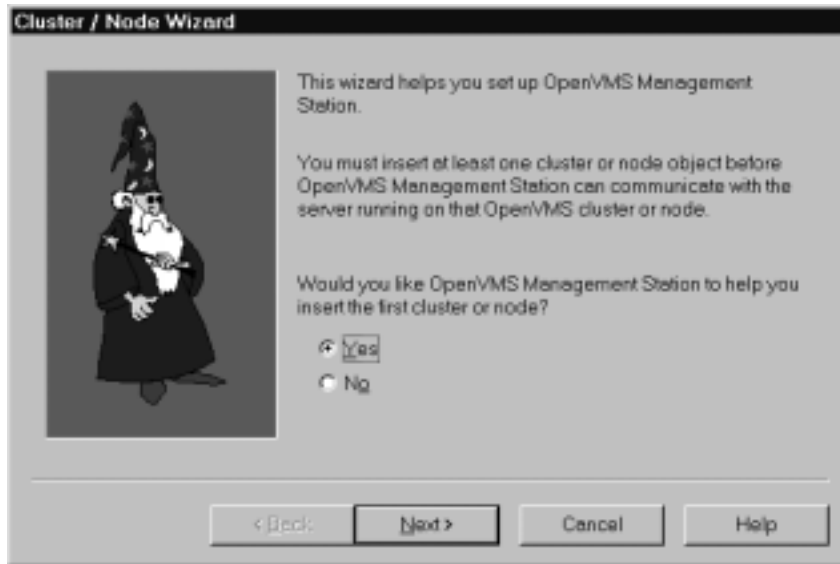 Cluster / Node Wizard
This wizard helps you set up OpenVMS Management
Station.
You must insert at least one cluster or node object before
OpenVMS Management Station can communicate with the
server running on that OpenVMS cluster or node.
Would you like OpenVMS Management Station to help you
insert the first cluster or node?
Yes
No
< Back
Next >
Cancel
Help